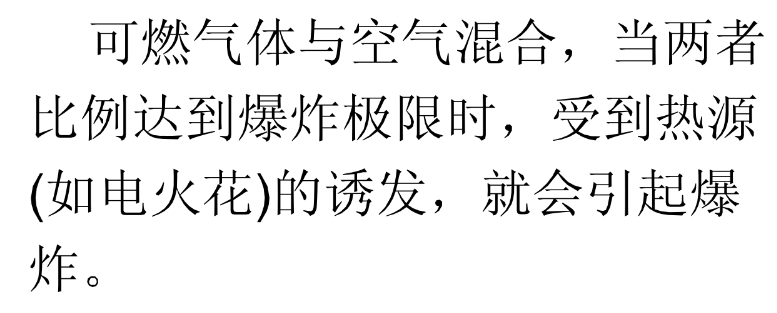 可燃气体与空气混合，当两者
比例达到爆炸极限时，受到热源
(如电火花)的诱发，就会引起爆
炸。